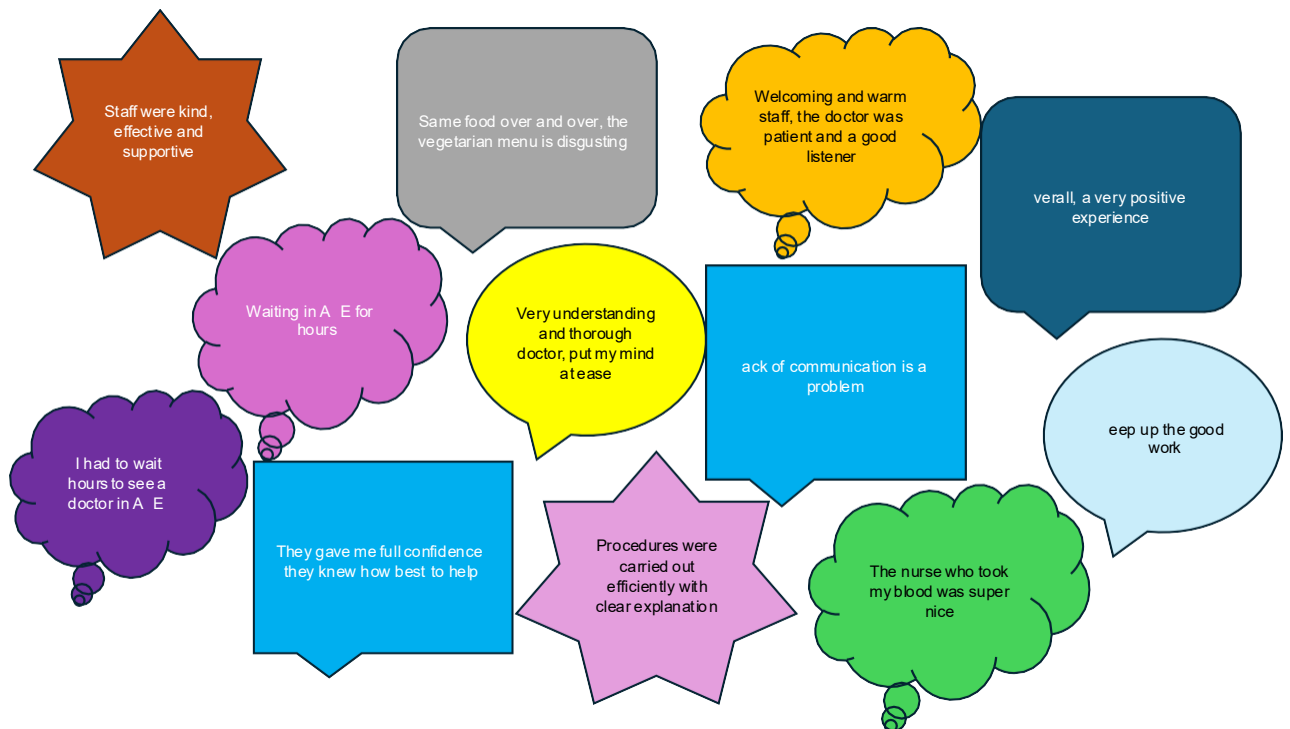 Staff were kind,
effective and
supportive
Same food over and over, the
vegetarian menu is disgusting
Welcoming and warm
staff, the doctor was
patient and a good
listener
verall, a very positive
experience
Waiting in A E for
hours
Very understanding
and thorough
doctor, put my mind
at ease
ack of communication is a
problem
eep up the good
work
I had to wait
hours to see a
doctor in A E
They gave me full confidence
they knew how best to help
Procedures were
carried out
efficiently with
clear explanation
The nurse who took
my blood was super
nice